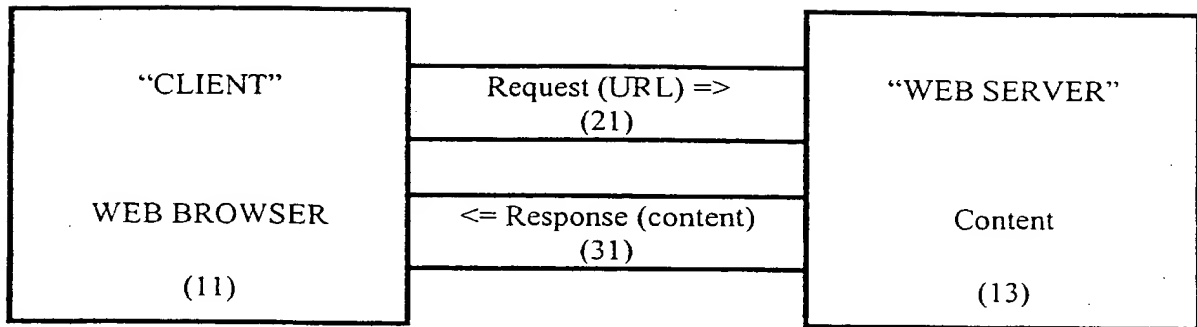 “CLIENT”
WEB BROWSER
(11)
Request (URL) =>
(21)
<= Response (content)
(31)
“WEB SERVER”
Content
(13)